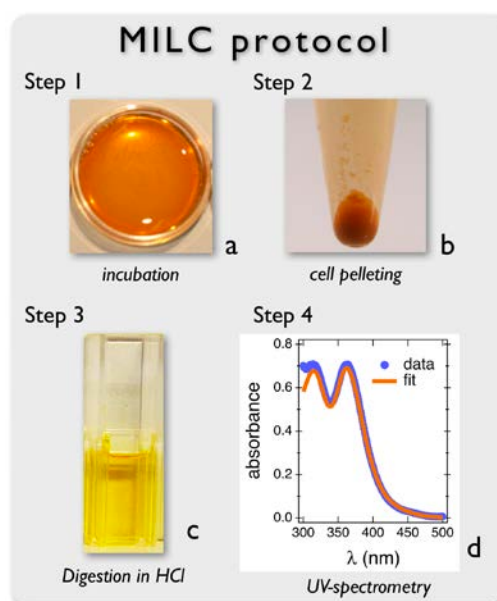 MILC protocol
Step 1
Step 2
a
b
incubation
cell pelleting
Step 3
Step 4
c
Digestion in HCl
0.8
0.6
0.4
0.2
0.0
absorbance
data
fit
300
350
400
450
500
λ (nm)
d
UV-spectrometry